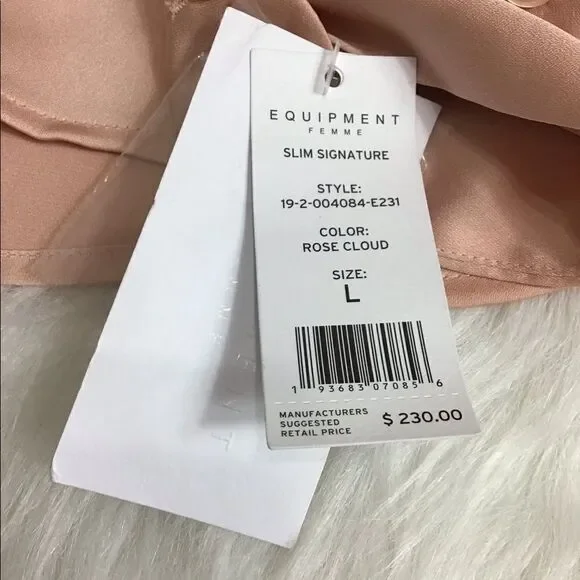 EQUIPMENT
FEMME
SLIM SIGNATURE
STYLE:
19-2-004084-E231
COLOR:
ROSE CLOUD
SIZE:
L
1 93683 07085 6
MANUFACTURERS
SUGGESTED
RETAIL PRICE
$ 230.00